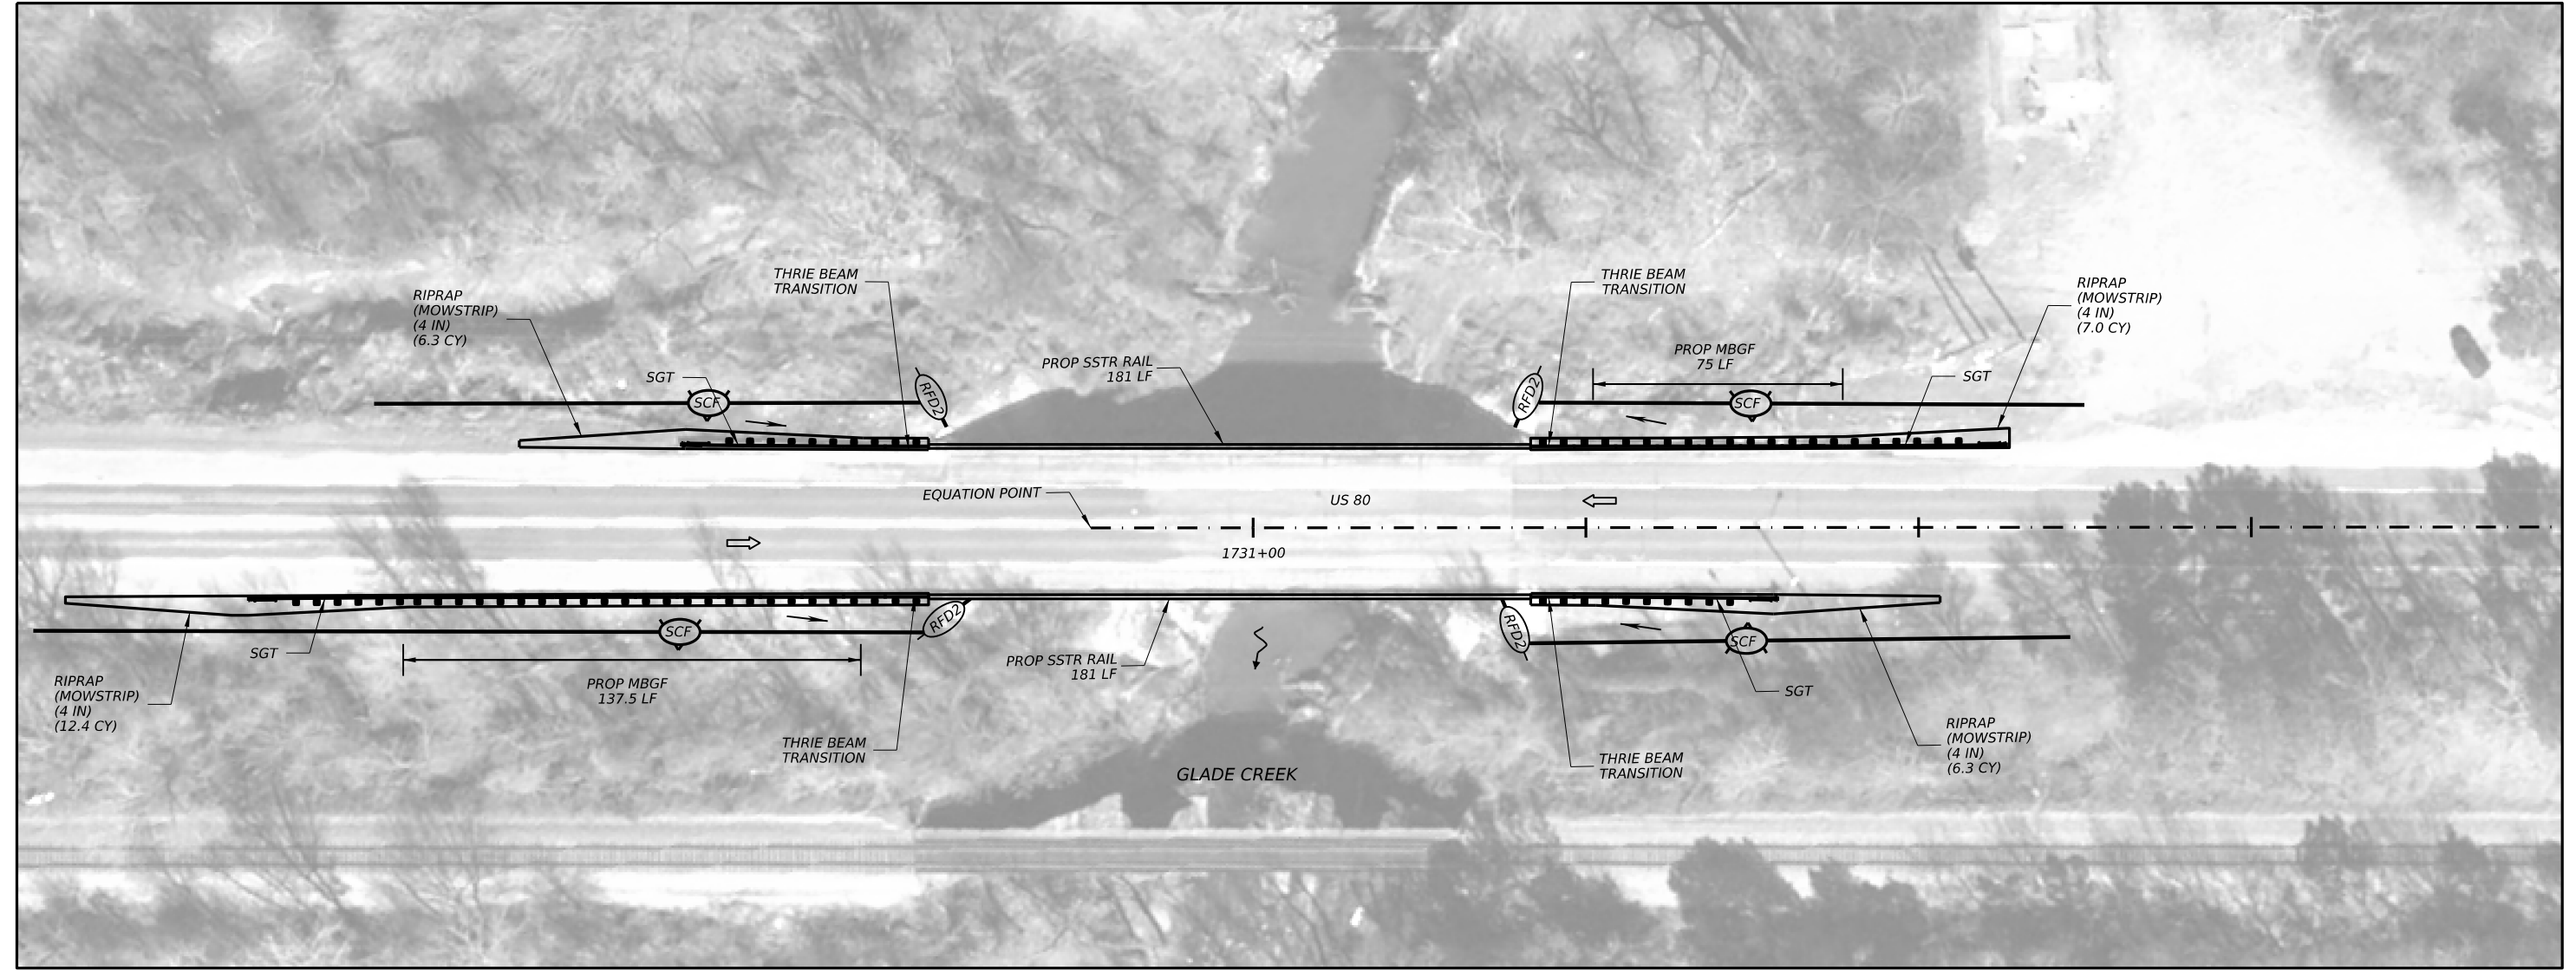 THRIE BEAM
TRANSITION
THRIE BEAM
TRANSITION
RIPRAP
(MOWSTRIP)
(4 IN)
(7.0 CY)
RIPRAP
(MOWSTRIP)
(4 IN)
(6.3 CY)
PROP MBGF
75 LF
PROP SSTR RAIL
181 LF
SGT
SGT
SCF
RFD2
RFD2
SCF
EQUATION POINT
US 80
1731+00
SCF
RFD2
RFD2
SCF
SGT
PROP SSTR RAIL
181 LF
RIPRAP
(MOWSTRIP)
(4 IN)
(12.4 CY)
PROP MBGF
137.5 LF
SGT
THRIE BEAM
TRANSITION
RIPRAP
(MOWSTRIP)
(4 IN)
(6.3 CY)
THRIE BEAM
TRANSITION
GLADE CREEK